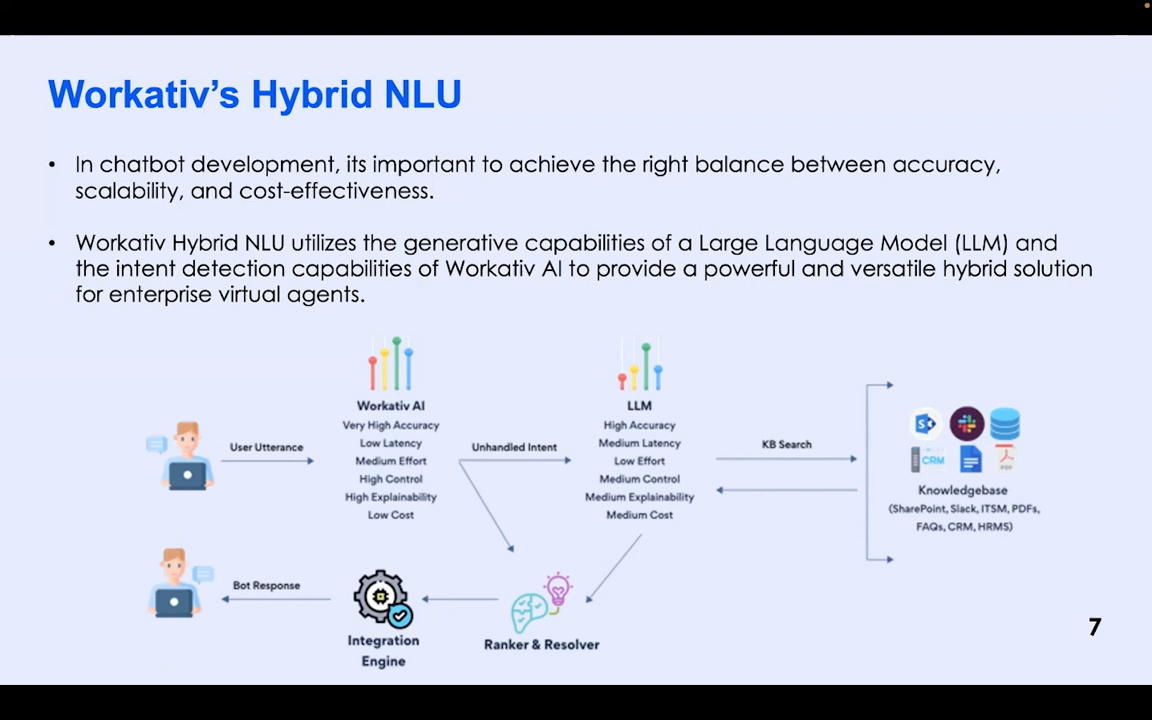 Workativ's Hybrid NLU
• In chatbot development, its important to achieve the right balance between accuracy,
scalability, and cost-effectiveness.
• Workativ Hybrid NLU utilizes the generative capabilities of a Large Language Model (LLM) and
the intent detection capabilities of Workativ AI to provide a powerful and versatile hybrid solution
for enterprise virtual agents.
User Utterance
Workativ AI
Very High Accuracy
Low Latency
Medium Effort
High Control
High Explainability
Low Cost
Unhandled Intent
LLM
High Accuracy
Medium Latency
Low Effort
Medium Control
Medium Explainability
Medium Cost
KB Search
S
CRM
PDF
Knowledgebase
(SharePoint, Slack, ITSM, PDFs,
FAQs, CRM, HRMS)
Bot Response
Integration
Engine
Ranker & Resolver
7